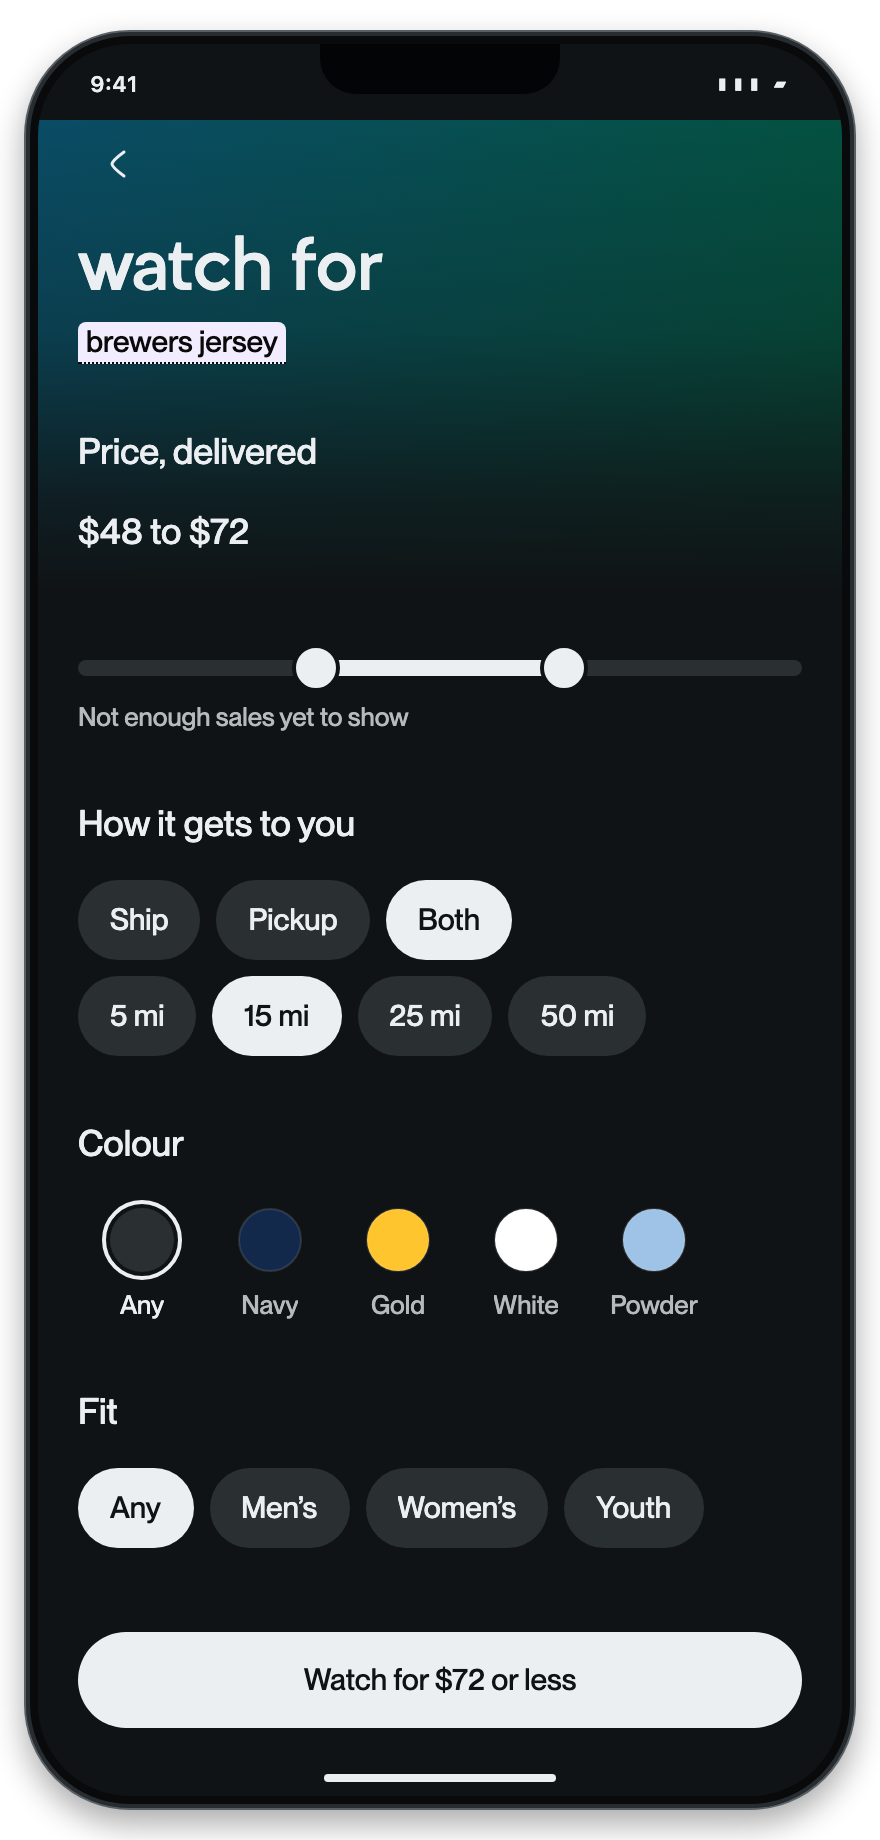 9:41
watch for
brewers jersey
Price, delivered
$48 to $72
Not enough sales yet to show
How it gets to you
Ship Pickup Both
5 mi 15 mi 25 mi 50 mi
Colour
Any Navy Gold White Powder
Fit
Any Men’s Women’s Youth
Watch for $72 or less